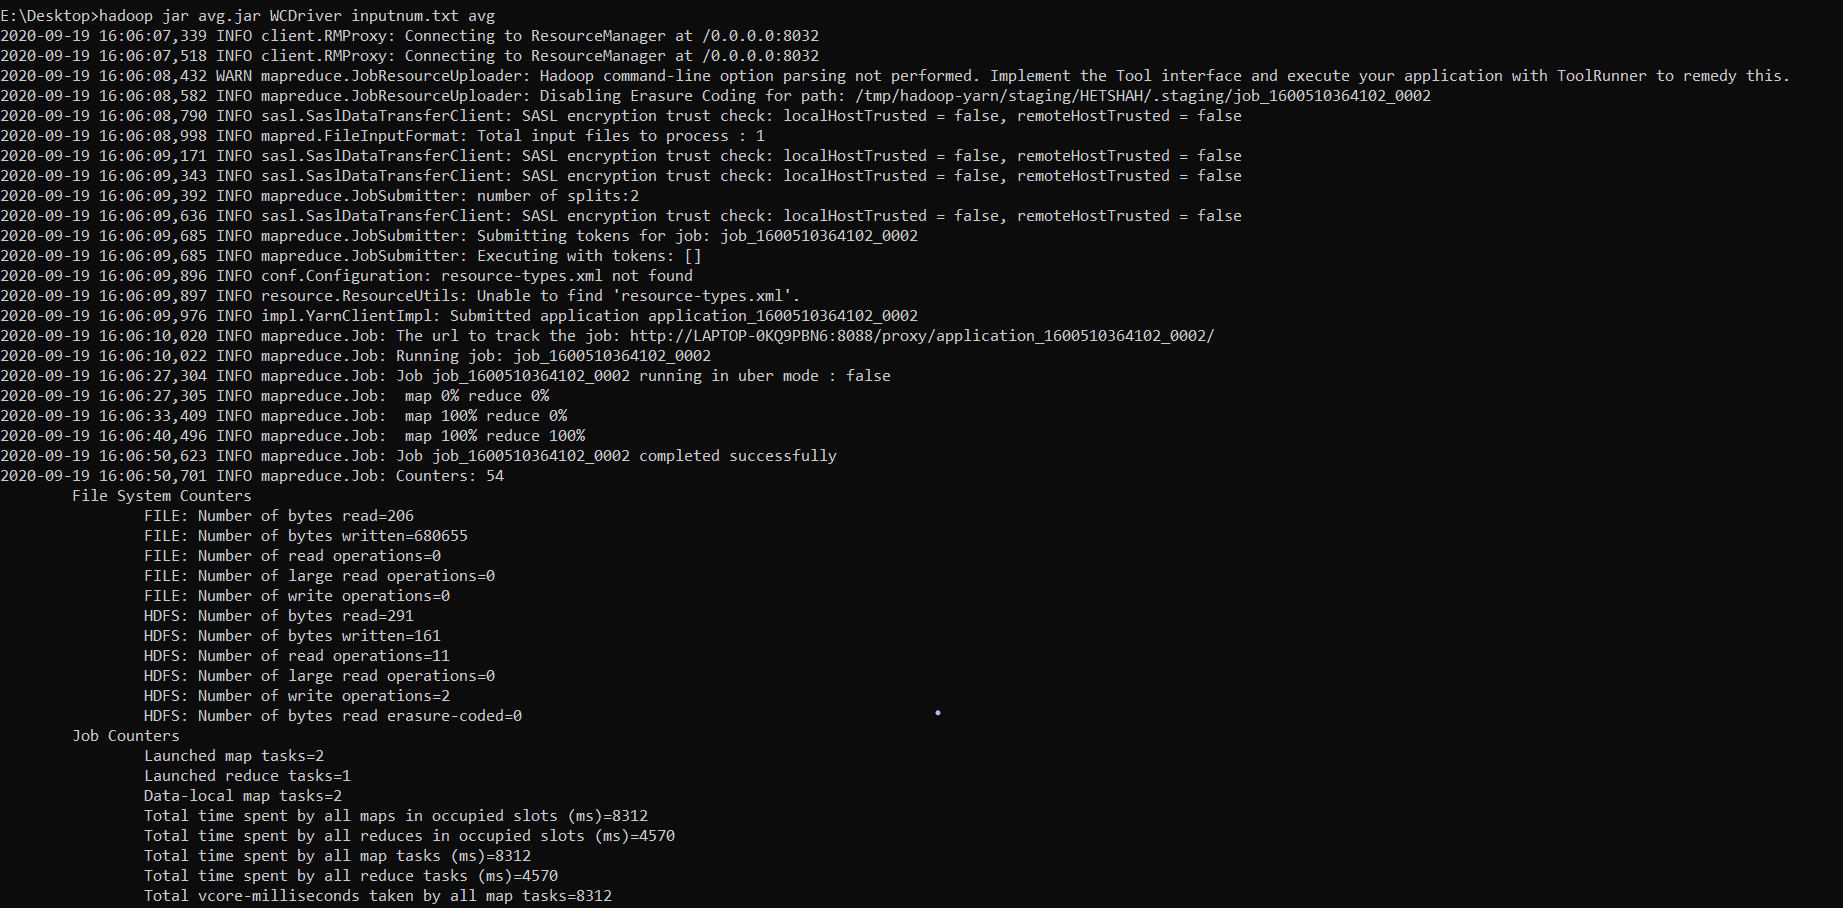 E:\Desktop>hadoop jar avg.jar WCDriver inputnum.txt avg
2020-09-19 16:06:07,339 INFO client.RMProxy: Connecting to ResourceManager at /0.0.0.0:8032
2020-09-19 16:06:07,518 INFO client.RMProxy: Connecting to ResourceManager at /0.0.0.0:8032
2020-09-19 16:06:08,432 WARN mapreduce.JobResourceUploader: Hadoop command-line option parsing not performed. Implement the Tool interface and execute your application with ToolRunner to remedy this.
2020-09-19 16:06:08,582 INFO mapreduce.JobResourceUploader: Disabling Erasure Coding for path: /tmp/hadoop-yarn/staging/HETSHAH/.staging/job_1600510364102_0002
2020-09-19 16:06:08,790 INFO sasl.SaslDataTransferClient: SASL encryption trust check: localHostTrusted = false, remoteHostTrusted = false
2020-09-19 16:06:08,998 INFO mapred.FileInputFormat: Total input files to process : 1
2020-09-19 16:06:09,171 INFO sasl.SaslDataTransferClient: SASL encryption trust check: localHostTrusted = false, remoteHostTrusted = false
2020-09-19 16:06:09,343 INFO sasl.SaslDataTransferClient: SASL encryption trust check: localHostTrusted = false, remoteHostTrusted = false
2020-09-19 16:06:09,392 INFO mapreduce.JobSubmitter: number of splits:2
2020-09-19 16:06:09,636 INFO sasl.SaslDataTransferClient: SASL encryption trust check: localHostTrusted = false, remoteHostTrusted = false
2020-09-19 16:06:09,685 INFO mapreduce.JobSubmitter: Submitting tokens for job: job_1600510364102_0002
2020-09-19 16:06:09,685 INFO mapreduce.JobSubmitter: Executing with tokens: []
2020-09-19 16:06:09,896 INFO conf.Configuration: resource-types.xml not found
2020-09-19 16:06:09,897 INFO resource.ResourceUtils: Unable to find 'resource-types.xml'.
2020-09-19 16:06:09,976 INFO impl.YarnClientImpl: Submitted application application_1600510364102_0002
2020-09-19 16:06:10,020 INFO mapreduce.Job: The url to track the job: http://LAPTOP-0KQ9PBN6:8088/proxy/application_1600510364102_0002/
2020-09-19 16:06:10,022 INFO mapreduce.Job: Running job: job_1600510364102_0002
2020-09-19 16:06:27,304 INFO mapreduce.Job: Job job_1600510364102_0002 running in uber mode : false
2020-09-19 16:06:27,305 INFO mapreduce.Job:  map 0% reduce 0%
2020-09-19 16:06:33,409 INFO mapreduce.Job:  map 100% reduce 0%
2020-09-19 16:06:40,496 INFO mapreduce.Job:  map 100% reduce 100%
2020-09-19 16:06:50,623 INFO mapreduce.Job: Job job_1600510364102_0002 completed successfully
2020-09-19 16:06:50,701 INFO mapreduce.Job: Counters: 54
File System Counters
FILE: Number of bytes read=206
FILE: Number of bytes written=680655
FILE: Number of read operations=0
FILE: Number of large read operations=0
FILE: Number of write operations=0
HDFS: Number of bytes read=291
HDFS: Number of bytes written=161
HDFS: Number of read operations=11
HDFS: Number of large read operations=0
HDFS: Number of write operations=2
HDFS: Number of bytes read erasure-coded=0
Job Counters
Launched map tasks=2
Launched reduce tasks=1
Data-local map tasks=2
Total time spent by all maps in occupied slots (ms)=8312
Total time spent by all reduces in occupied slots (ms)=4570
Total time spent by all map tasks (ms)=8312
Total time spent by all reduce tasks (ms)=4570
Total vcore-milliseconds taken by all map tasks=8312